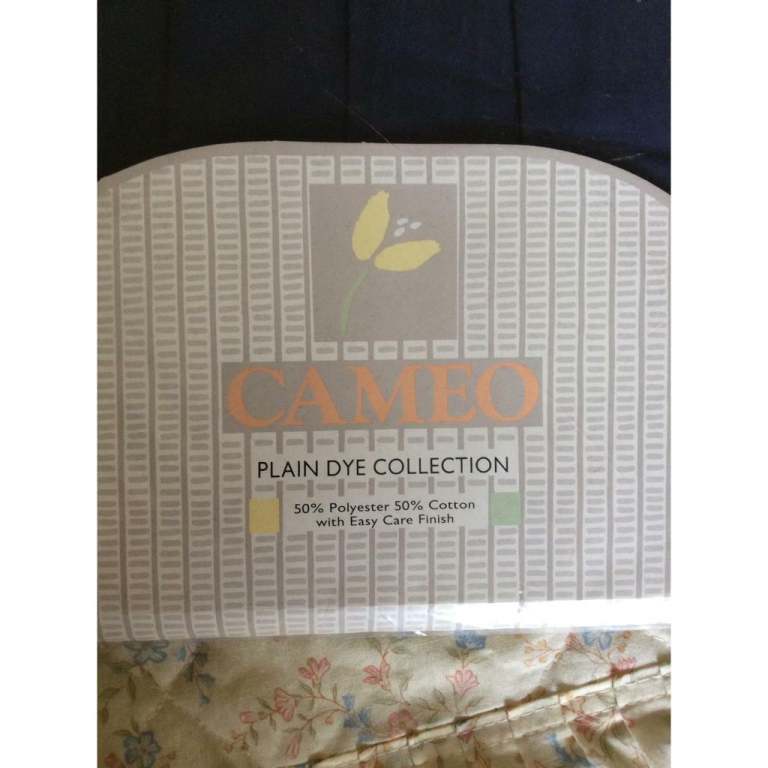 CAMEO
PLAIN DYE COLLECTION
50% Polyester 50% Cotton
with Easy Care Finish